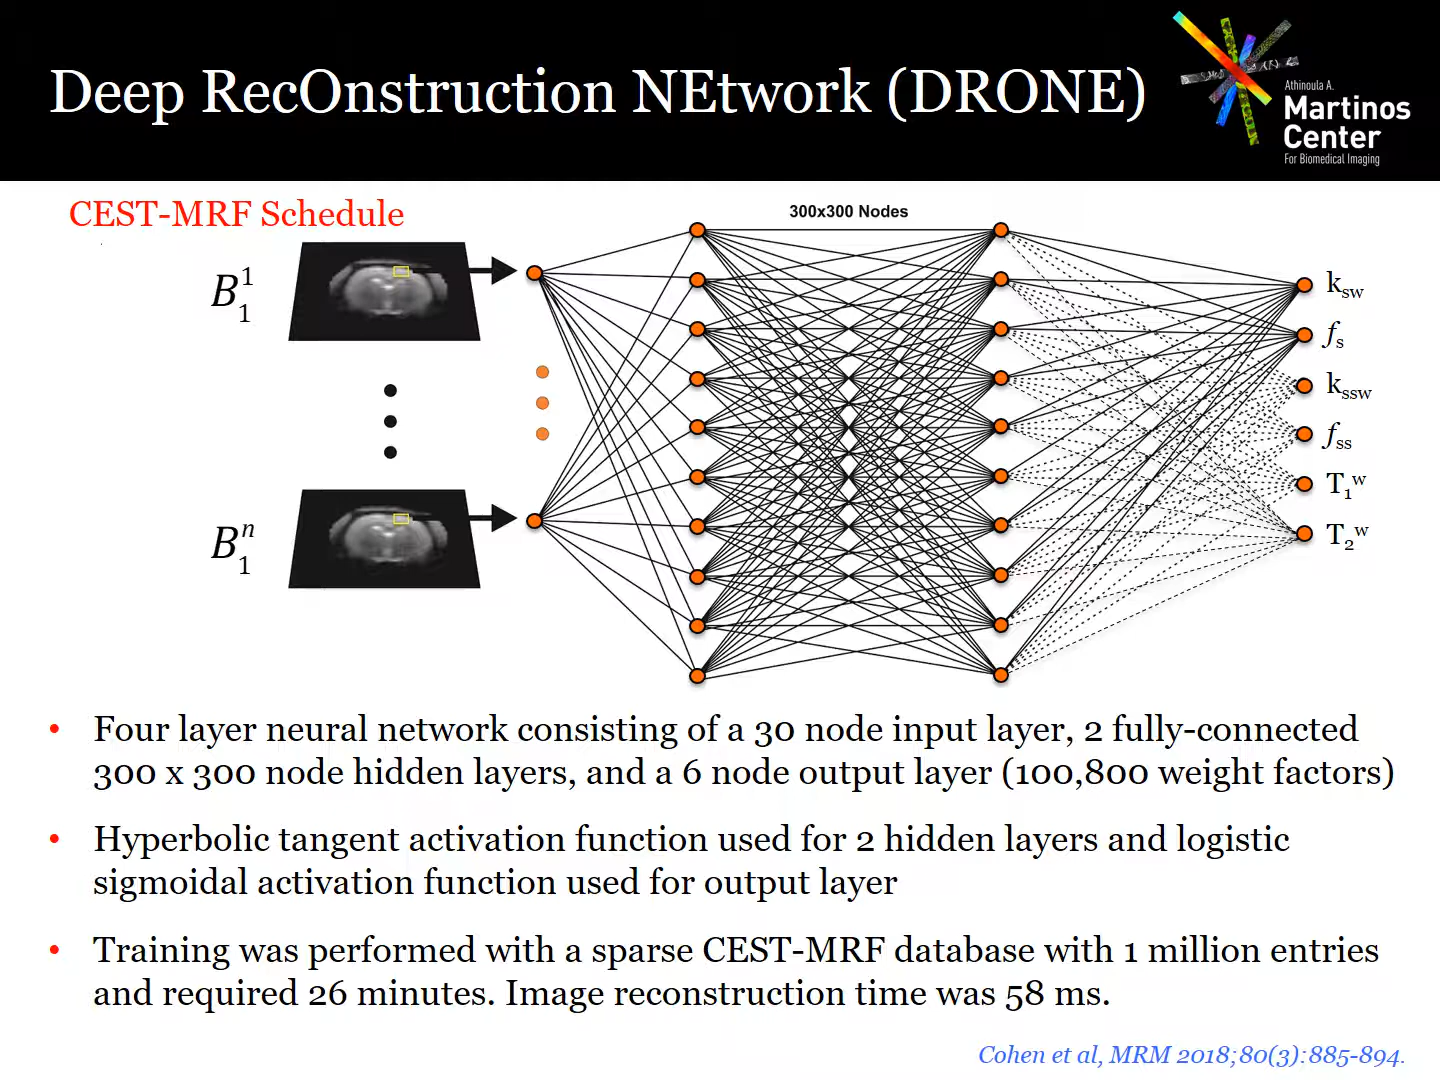 Deep RecOnstruction NEtwork (DRONE)
Athinoula A.
Martinos
Center
For Biomedical Imaging
CEST-MRF Schedule
300x300 Nodes
B₁¹
B₁ⁿ
k_sw
f_s
k_ssw
f_ss
T₁ʷ
T₂ʷ
• Four layer neural network consisting of a 30 node input layer, 2 fully-connected
300 x 300 node hidden layers, and a 6 node output layer (100,800 weight factors)
• Hyperbolic tangent activation function used for 2 hidden layers and logistic
sigmoidal activation function used for output layer
• Training was performed with a sparse CEST-MRF database with 1 million entries
and required 26 minutes. Image reconstruction time was 58 ms.
Cohen et al, MRM 2018;80(3):885-894.